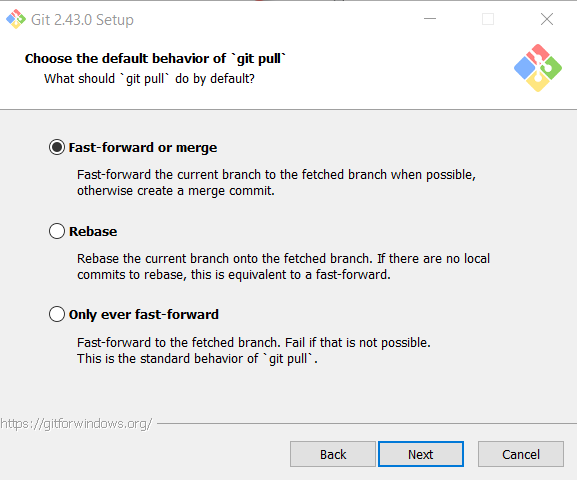 Git 2.43.0 Setup
Choose the default behavior of `git pull`
What should `git pull` do by default?
Fast-forward or merge
Fast-forward the current branch to the fetched branch when possible,
otherwise create a merge commit.
Rebase
Rebase the current branch onto the fetched branch. If there are no local
commits to rebase, this is equivalent to a fast-forward.
Only ever fast-forward
Fast-forward to the fetched branch. Fail if that is not possible.
This is the standard behavior of `git pull`.
https://gitforwindows.org/
Back Next Cancel